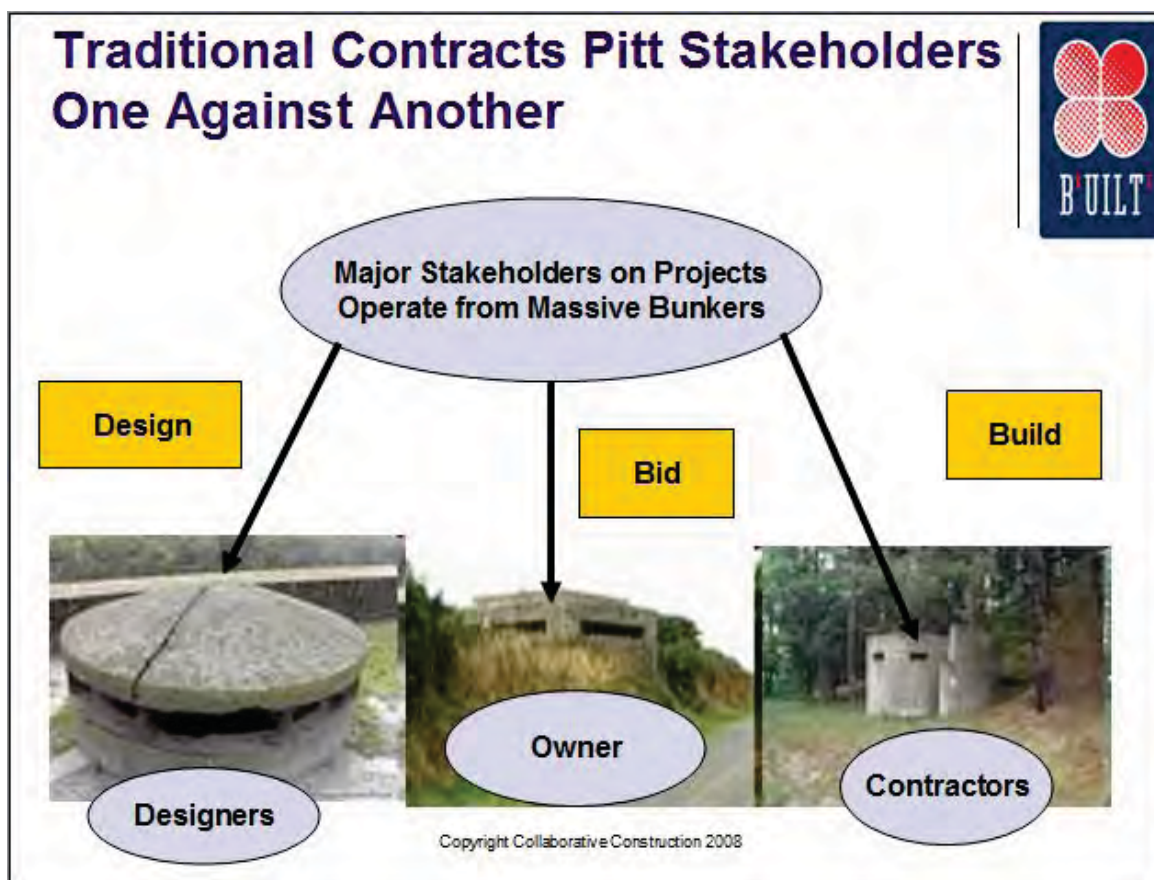 Traditional Contracts Pitt Stakeholders
One Against Another
B'UILT'
Major Stakeholders on Projects
Operate from Massive Bunkers
Design
Bid
Build
Designers
Owner
Contractors
Copyright Collaborative Construction 2008